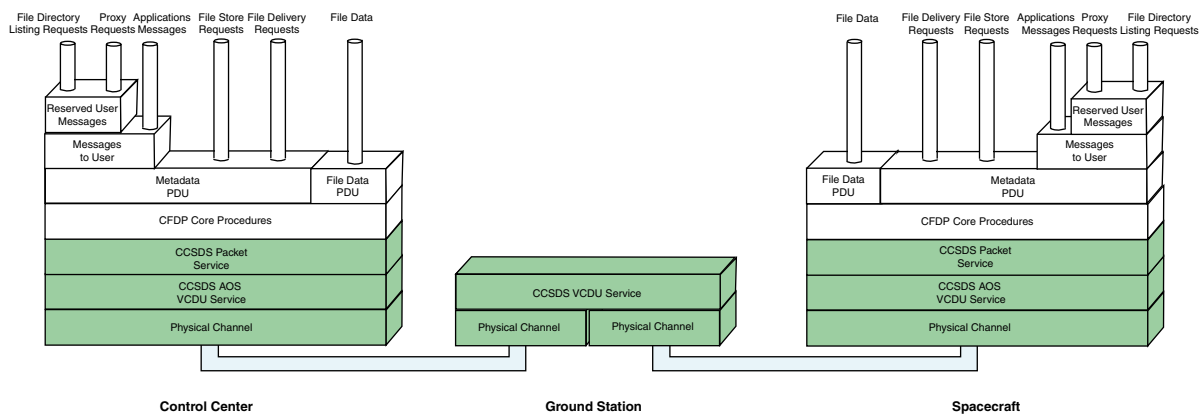 File Directory
Listing Requests
Proxy
Requests
Applications
Messages
File Store
Requests
File Delivery
Requests
File Data
Reserved User
Messages
Messages
to User
Metadata
PDU
File Data
PDU
CFDP Core Procedures
CCSDS Packet
Service
CCSDS AOS
VCDU Service
Physical Channel
Control Center
CCSDS VCDU Service
Physical Channel
Physical Channel
Ground Station
File Data
File Delivery
Requests
File Store
Requests
Applications
Messages
Proxy
Requests
File Directory
Listing Requests
Reserved User
Messages
Messages
to User
File Data
PDU
Metadata
PDU
CFDP Core Procedures
CCSDS Packet
Service
CCSDS AOS
VCDU Service
Physical Channel
Spacecraft